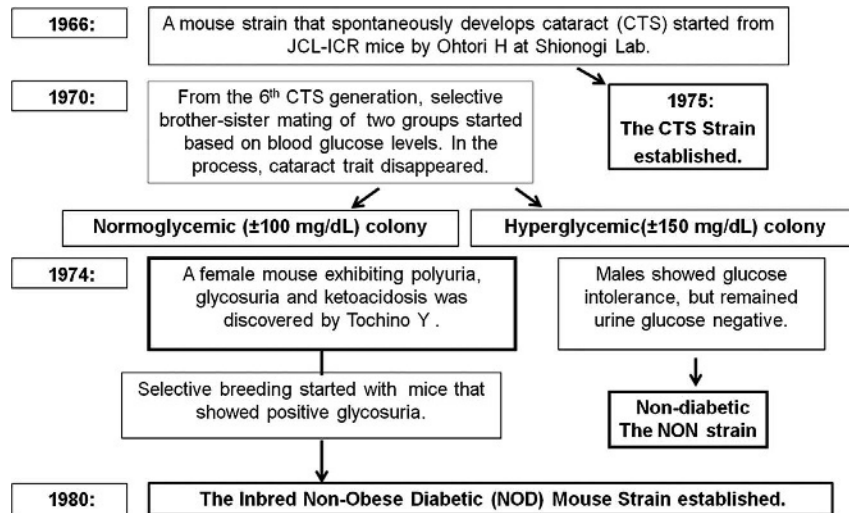 1966:
A mouse strain that spontaneously develops cataract (CTS) started from
JCL-ICR mice by Ohtori H at Shionogi Lab.
1970:
From the 6th CTS generation, selective
brother-sister mating of two groups started
based on blood glucose levels. In the
process, cataract trait disappeared.
1975:
The CTS Strain
established.
Normoglycemic (±100 mg/dL) colony
Hyperglycemic(±150 mg/dL) colony
1974:
A female mouse exhibiting polyuria,
glycosuria and ketoacidosis was
discovered by Tochino Y .
Males showed glucose
intolerance, but remained
urine glucose negative.
Selective breeding started with mice that
showed positive glycosuria.
Non-diabetic
The NON strain
1980:
The Inbred Non-Obese Diabetic (NOD) Mouse Strain established.